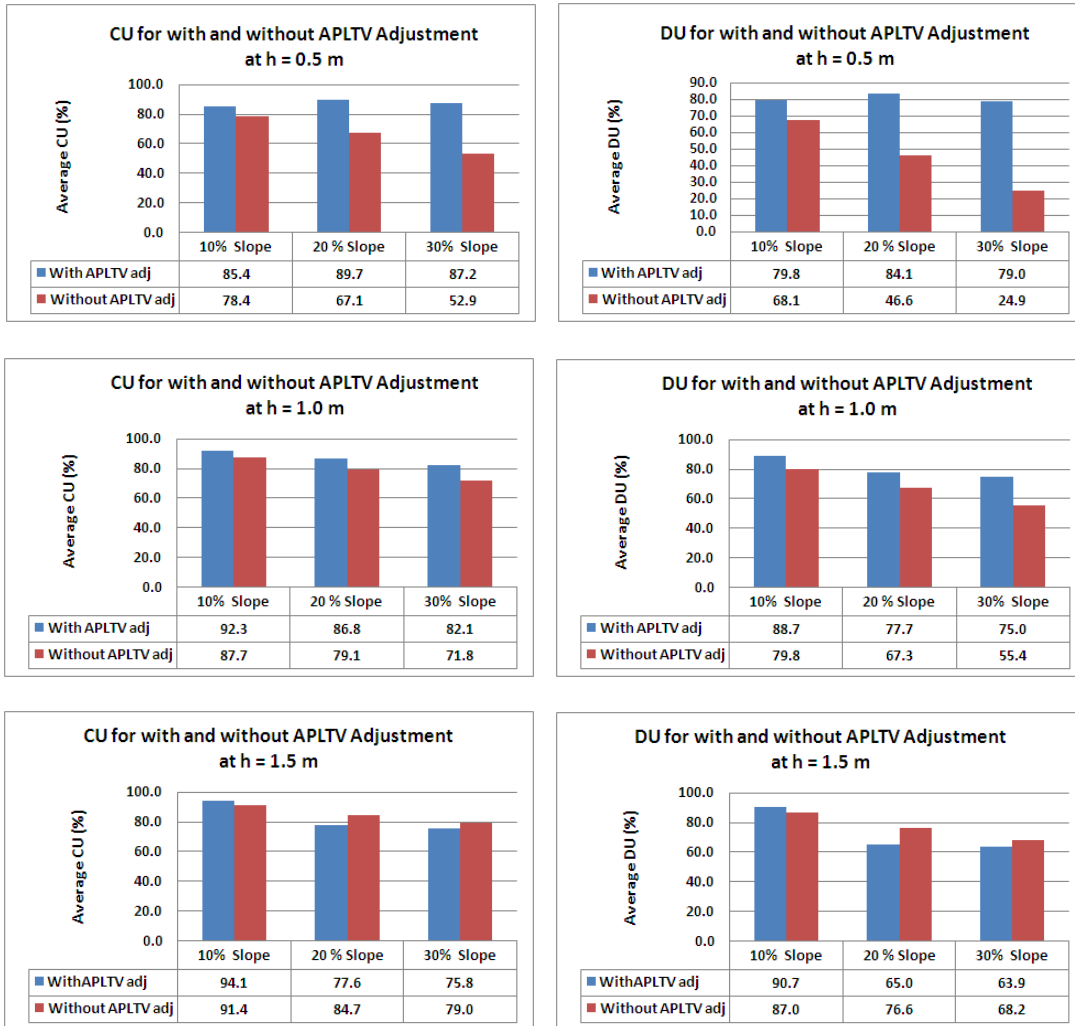 CU for with and without APLTV Adjustment
at h = 0.5 m
Average CU (%)
100.0
80.0
60.0
40.0
20.0
0.0
10% Slope 20 % Slope 30% Slope
With APLTV adj 85.4 89.7 87.2
Without APLTV adj 78.4 67.1 52.9
DU for with and without APLTV Adjustment
at h = 0.5 m
Average DU (%)
90.0
80.0
70.0
60.0
50.0
40.0
30.0
20.0
10.0
0.0
10% Slope 20 % Slope 30% Slope
With APLTV adj 79.8 84.1 79.0
Without APLTV adj 68.1 46.6 24.9
CU for with and without APLTV Adjustment
at h = 1.0 m
Average CU (%)
100.0
80.0
60.0
40.0
20.0
0.0
10% Slope 20 % Slope 30% Slope
With APLTV adj 92.3 86.8 82.1
Without APLTV adj 87.7 79.1 71.8
DU for with and without APLTV Adjustment
at h = 1.0 m
Average DU (%)
100.0
80.0
60.0
40.0
20.0
0.0
10% Slope 20 % Slope 30% Slope
With APLTV adj 88.7 77.7 75.0
Without APLTV adj 79.8 67.3 55.4
CU for with and without APLTV Adjustment
at h = 1.5 m
Average CU (%)
100.0
80.0
60.0
40.0
20.0
0.0
10% Slope 20 % Slope 30% Slope
WithAPLTV adj 94.1 77.6 75.8
Without APLTV adj 91.4 84.7 79.0
DU for with and without APLTV Adjustment
at h = 1.5 m
Average DU (%)
100.0
80.0
60.0
40.0
20.0
0.0
10% Slope 20 % Slope 30% Slope
WithAPLTV adj 90.7 65.0 63.9
Without APLTV adj 87.0 76.6 68.2